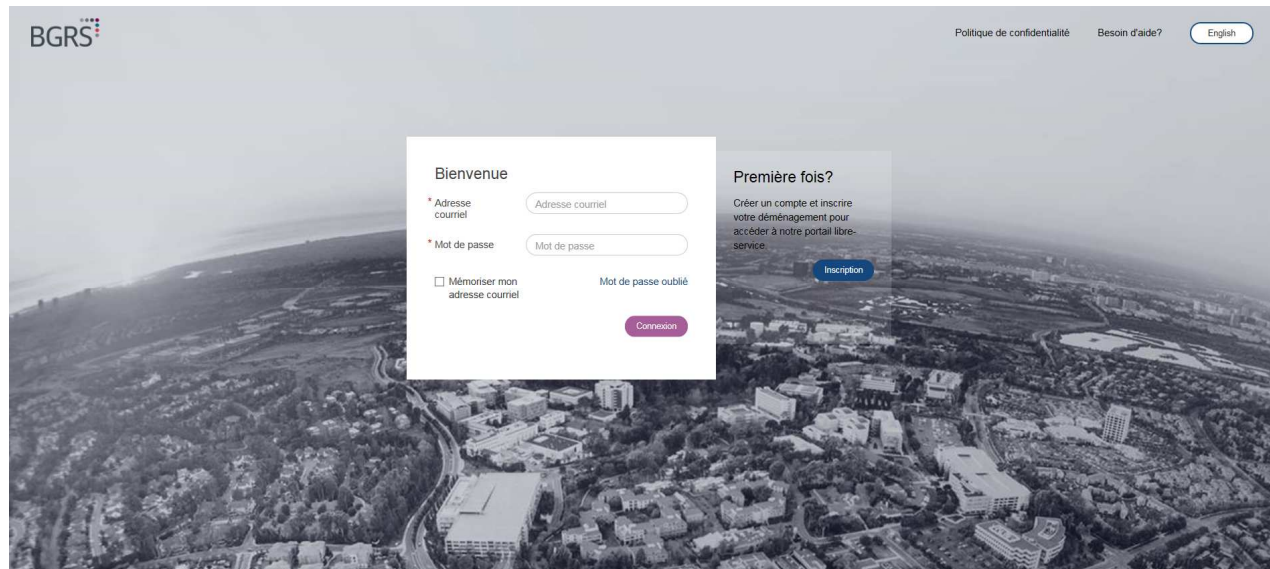 BGRS
Politique de confidentialité
Besoin d'aide?
English
Bienvenue
* Adresse
courriel
Adresse courriel
* Mot de passe
Mot de passe
Mémoriser mon
adresse courriel
Mot de passe oublié
Connexion
Première fois?
Créer un compte et inscrire
votre déménagement pour
accéder à notre portail libre-
service.
Inscription